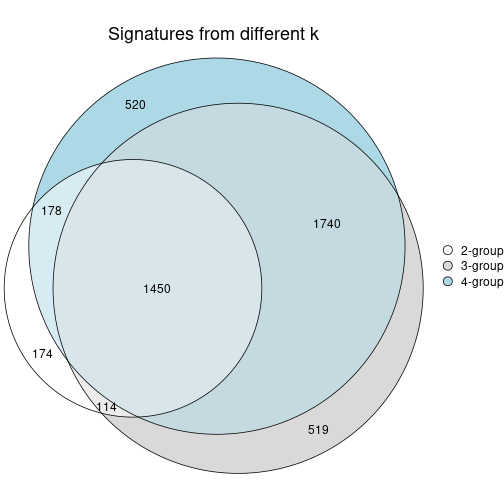 Signatures from different k
520
178
1740
1450
174
114
519
2-group
3-group
4-group